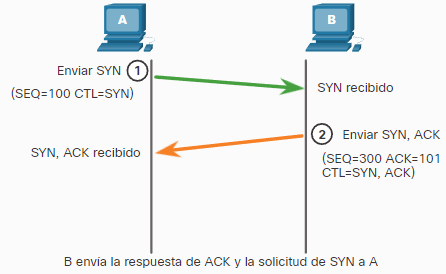 A
B
Enviar SYN 1
(SEQ=100 CTL=SYN)
SYN recibido
2 Enviar SYN, ACK
SYN, ACK recibido
(SEQ=300 ACK=101
CTL=SYN, ACK)
B envía la respuesta de ACK y la solicitud de SYN a A